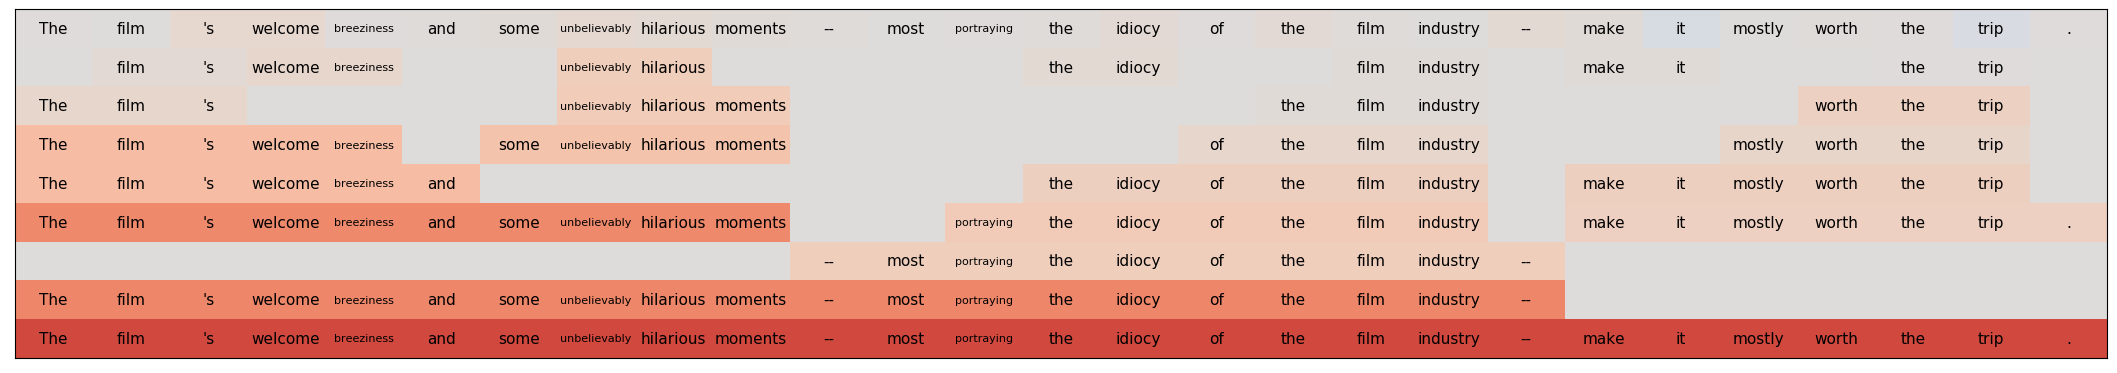 The film 's welcome breeziness and some unbelievably hilarious moments -- most portraying the idiocy of the film industry -- make it mostly worth the trip .
film 's welcome breeziness unbelievably hilarious the idiocy film industry make it the trip
The film 's unbelievably hilarious moments the film industry worth the trip
The film 's welcome breeziness some unbelievably hilarious moments of the film industry mostly worth the trip
The film 's welcome breeziness and the idiocy of the film industry make it mostly worth the trip
The film 's welcome breeziness and some unbelievably hilarious moments portraying the idiocy of the film industry make it mostly worth the trip .
-- most portraying the idiocy of the film industry --
The film 's welcome breeziness and some unbelievably hilarious moments -- most portraying the idiocy of the film industry --
The film 's welcome breeziness and some unbelievably hilarious moments -- most portraying the idiocy of the film industry -- make it mostly worth the trip .